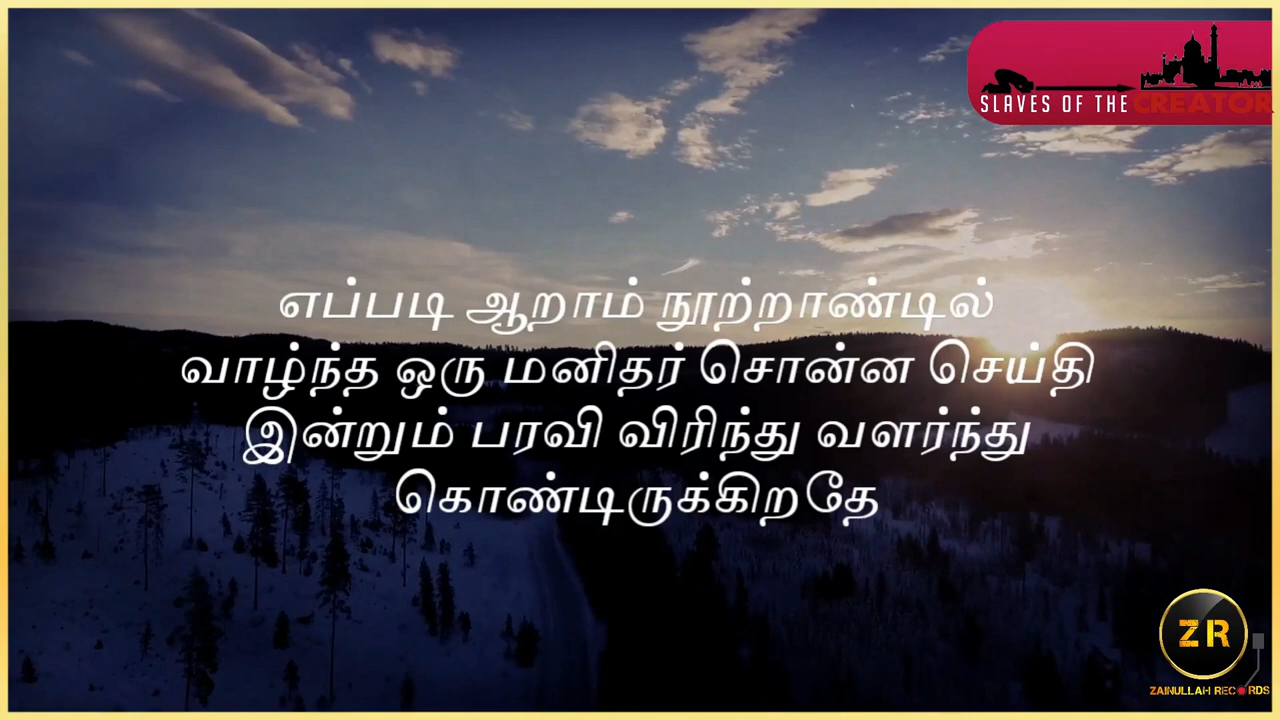 SLAVES OF THE CREATOR
எப்படி ஆறாம் நூற்றாண்டில்
வாழ்ந்த ஒரு மனிதர் சொன்ன செய்தி
இன்றும் பரவி விரிந்து வளர்ந்து
கொண்டிருக்கிறதே
ZR
ZAINULLAH RECORDS